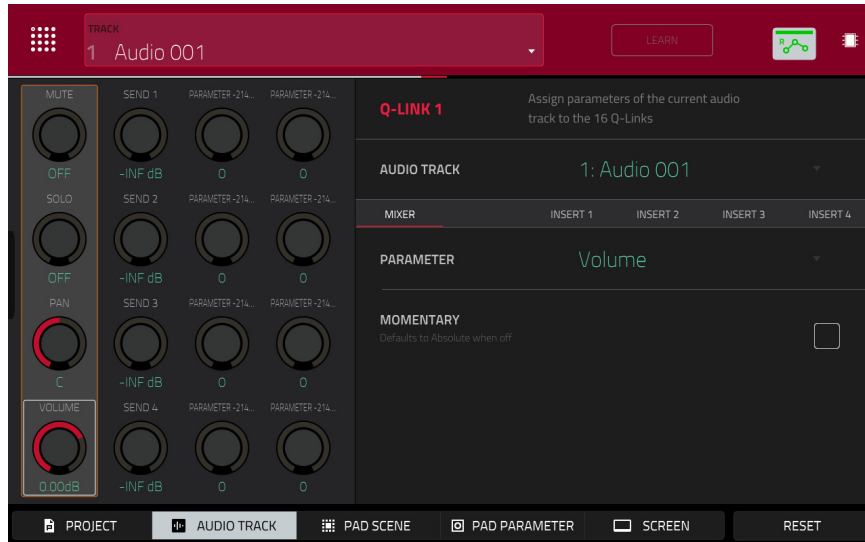 TRACK
1 Audio 001
LEARN
R
MUTE SEND 1 PARAMETER -214... PARAMETER -214...
OFF -INF dB 0 0
SOLO SEND 2 PARAMETER -214... PARAMETER -214...
OFF -INF dB 0 0
PAN SEND 3 PARAMETER -214... PARAMETER -214...
C -INF dB 0 0
VOLUME SEND 4 PARAMETER -214... PARAMETER -214...
0.00dB -INF dB 0 0
Q-LINK 1
Assign parameters of the current audio
track to the 16 Q-Links
AUDIO TRACK 1: Audio 001
MIXER INSERT 1 INSERT 2 INSERT 3 INSERT 4
PARAMETER Volume
MOMENTARY
Defaults to Absolute when off
PROJECT AUDIO TRACK PAD SCENE PAD PARAMETER SCREEN RESET